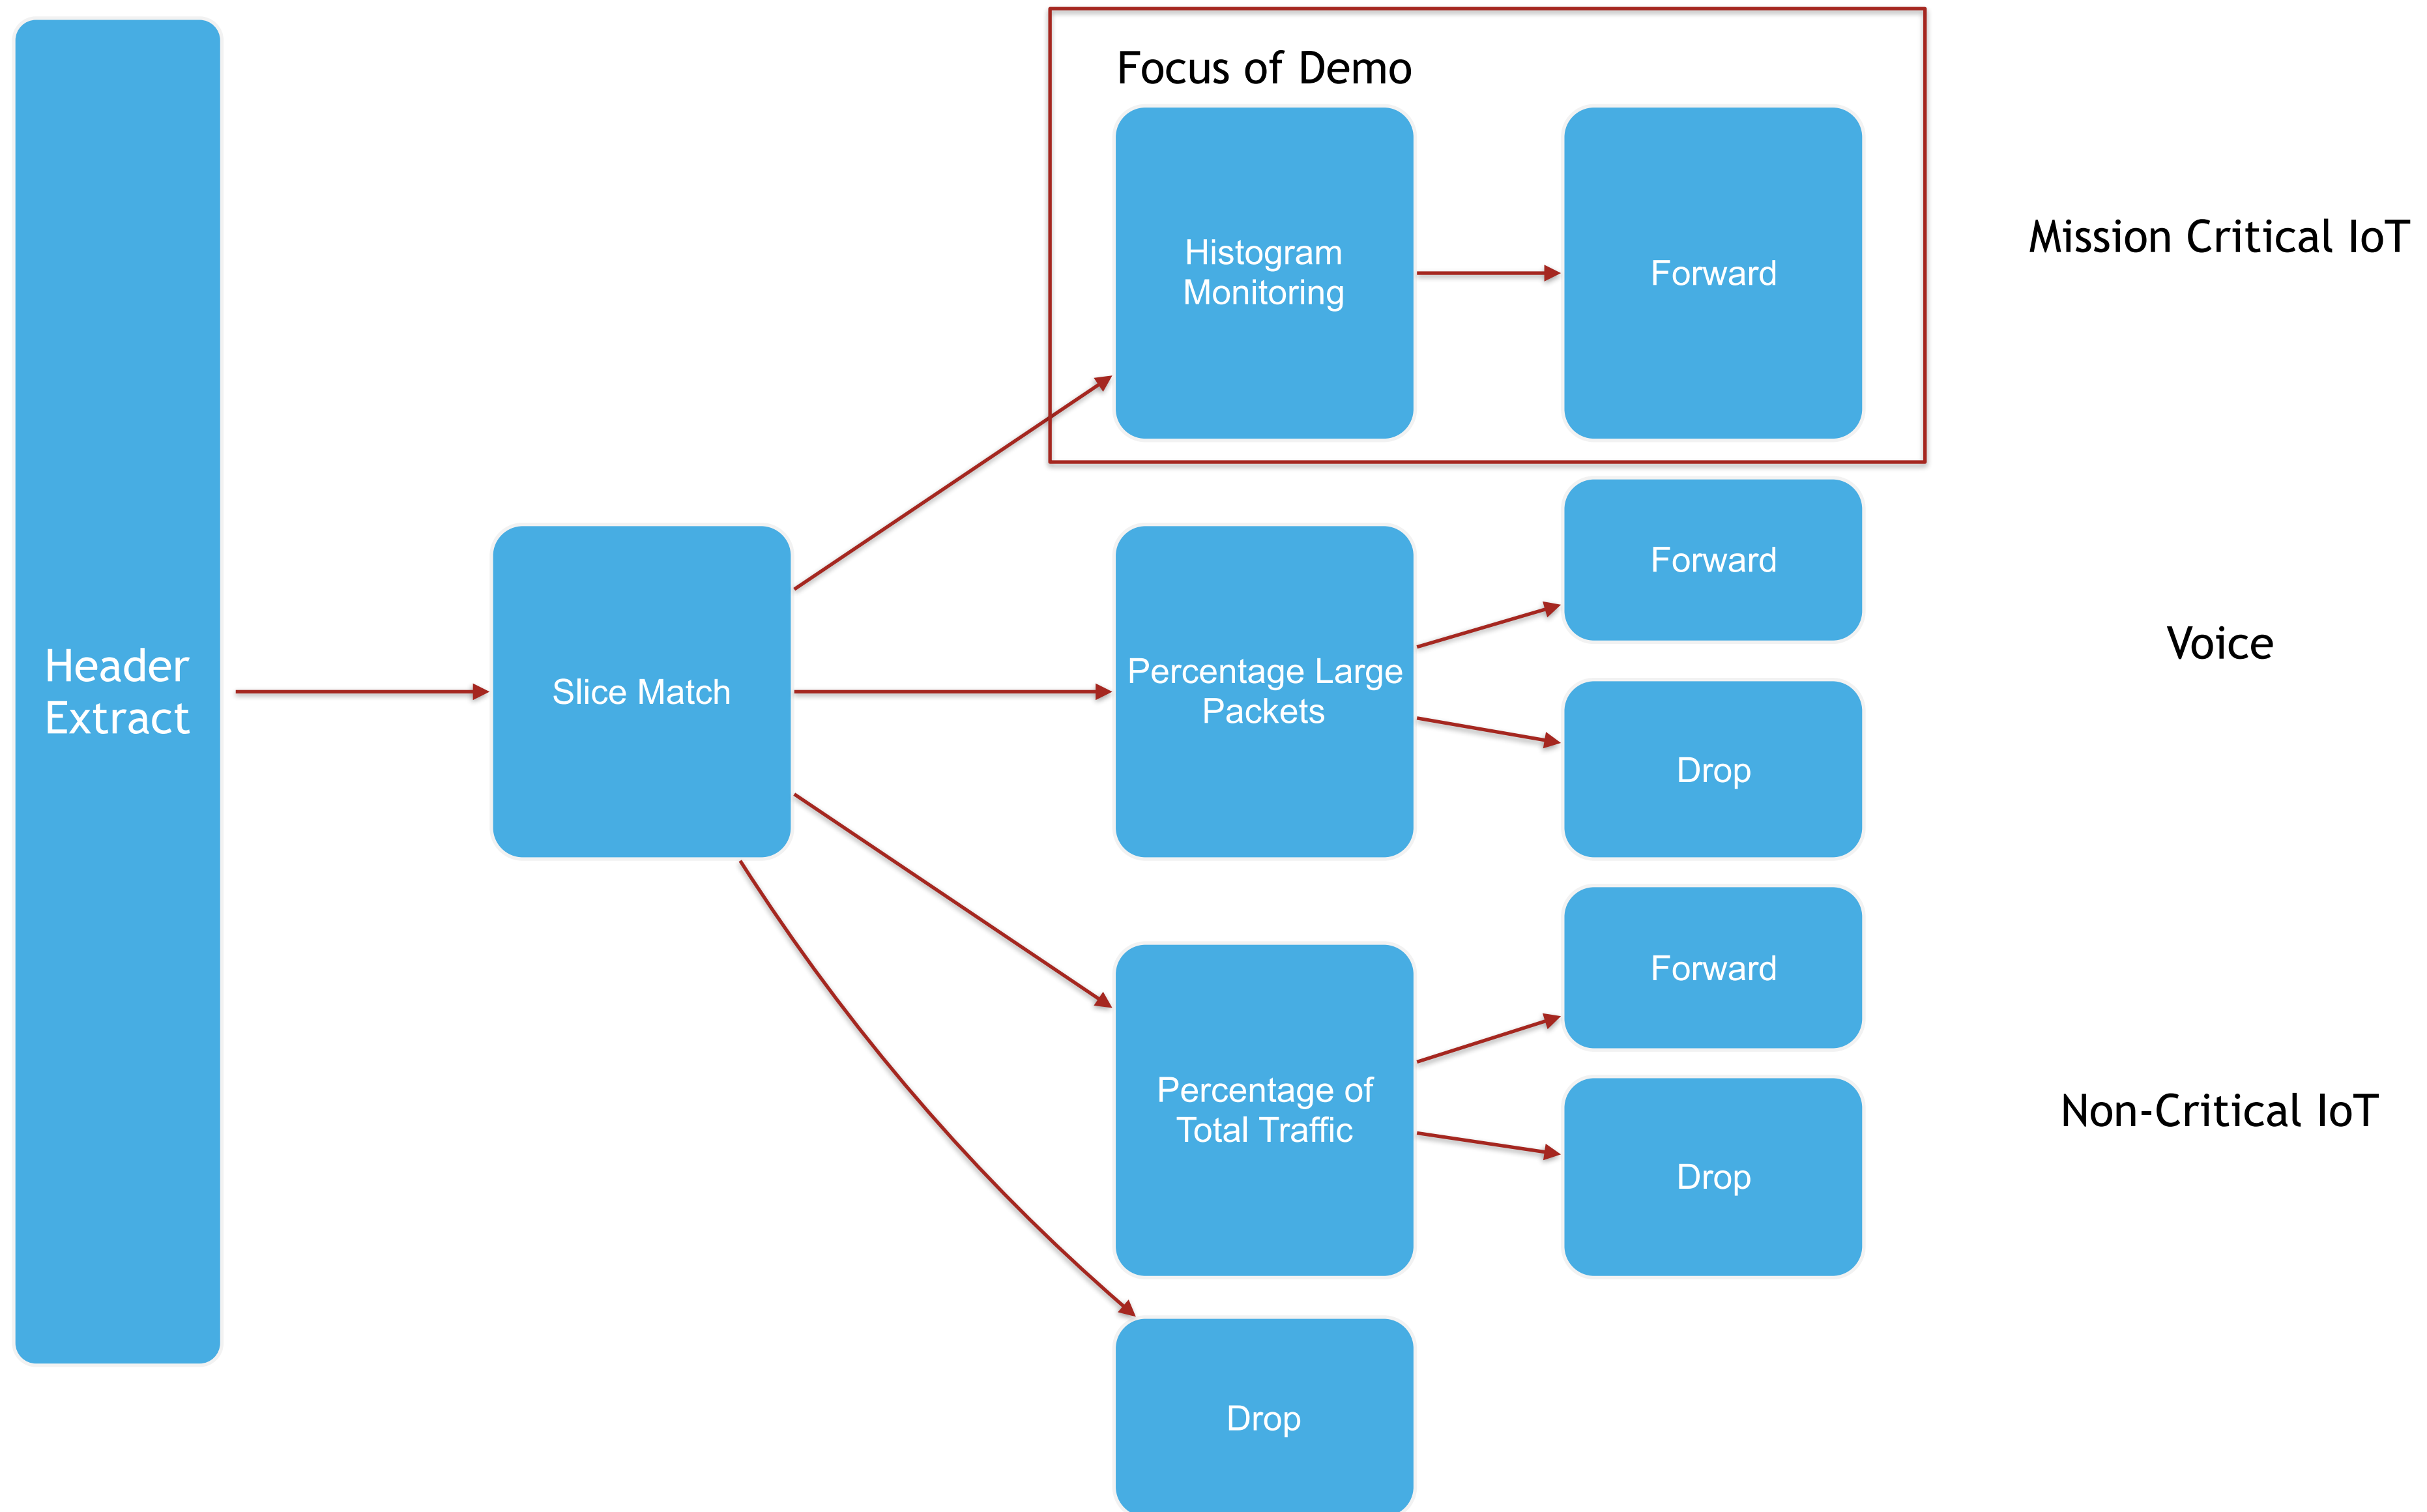 Focus of Demo
Histogram
Monitoring
Forward
Mission Critical IoT
Header
Extract
Slice Match
Percentage Large
Packets
Forward
Drop
Voice
Percentage of
Total Traffic
Forward
Drop
Non-Critical IoT
Drop